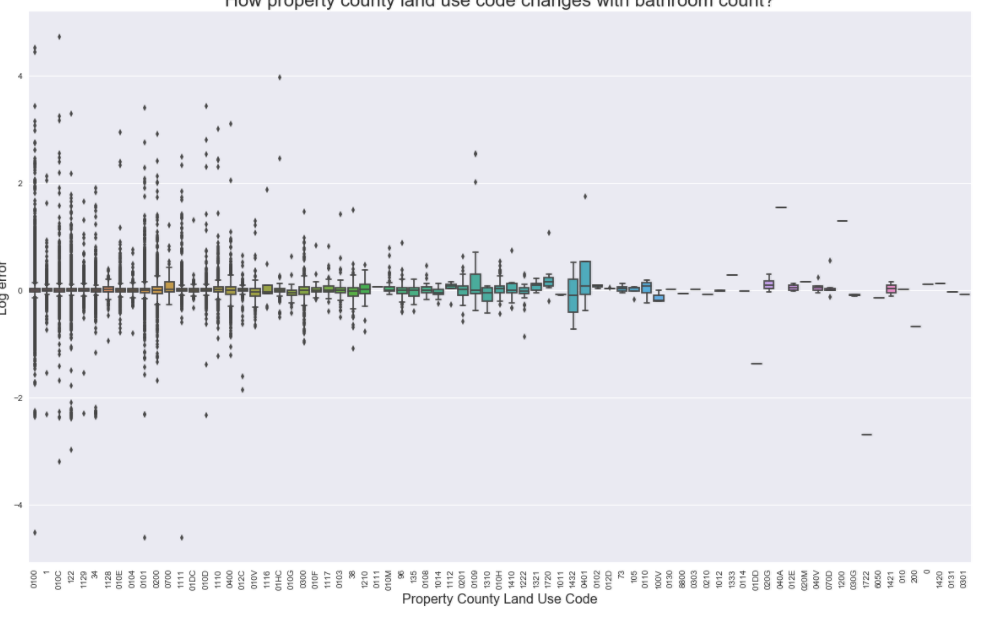 How property county land use code changes with bathroom count?
Log error
4
2
0
−2
−4
0100 1 010C 122 1129 34 1128 010E 0104 0101 0200 0700 1111 01DC 010D 1110 0400 012C 010V 1116 01HC 010G 0300 010F 1117 0103 38 1210 0111 010M 96 135 0108 1014 1112 0201 0109 1310 010H 1410 1222 1321 1720 1011 1432 0401 0102 012D 73 105 0110 100V 0130 8800 0303 0210 1012 1333 0114 01DD 020G 040A 012E 020M 040V 070D 1200 030G 1722 6050 1421 010 200 0 1420 0131 0301
Property County Land Use Code